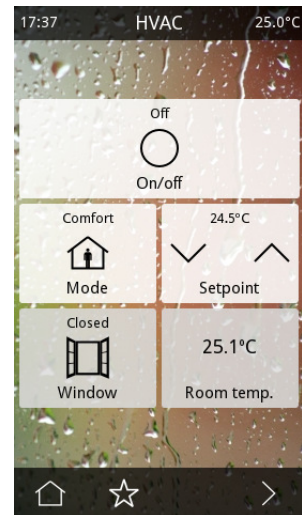 17:37 HVAC 25.0°C
Off
On/off
Comfort
Mode
24.5°C
Setpoint
Closed
Window
25.1°C
Room temp.